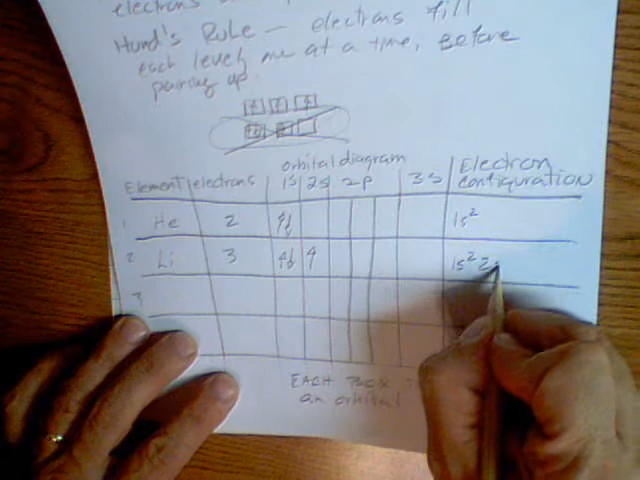 electrons
Hund's Rule — electrons fill
each level, one at a time, before
pairing up
orbital diagram
Element electrons 1s 2s 2p 3s Electron configuration
1 He 2 1s²
2 Li 3 1s² 2
3
EACH BOX
an orbital